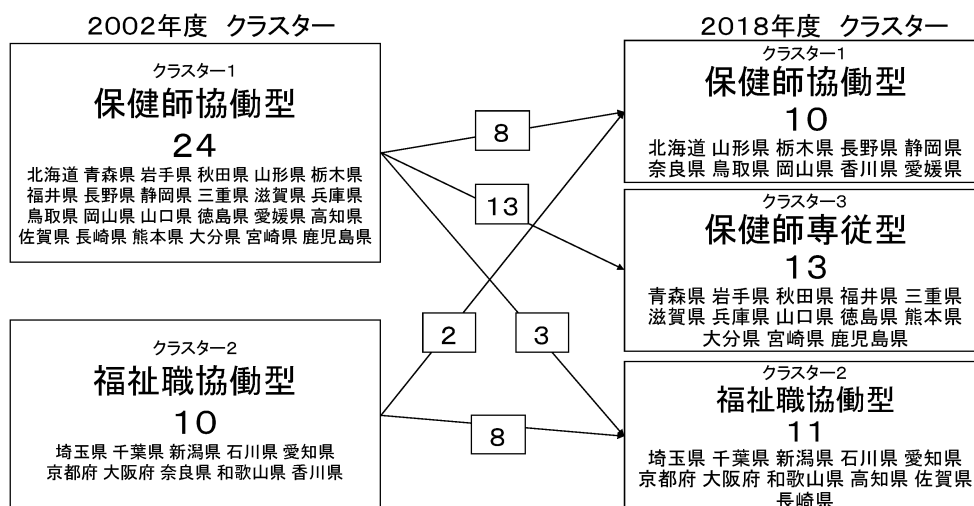 2002年度 クラスター
クラスター1
保健師協働型
24
北海道 青森県 岩手県 秋田県 山形県 栃木県
福井県 長野県 静岡県 三重県 滋賀県 兵庫県
鳥取県 岡山県 山口県 徳島県 愛媛県 高知県
佐賀県 長崎県 熊本県 大分県 宮崎県 鹿児島県
クラスター2
福祉職協働型
10
埼玉県 千葉県 新潟県 石川県 愛知県
京都府 大阪府 奈良県 和歌山県 香川県
8
13
2
3
8
2018年度 クラスター
クラスター1
保健師協働型
10
北海道 山形県 栃木県 長野県 静岡県
奈良県 鳥取県 岡山県 香川県 愛媛県
クラスター3
保健師専従型
13
青森県 岩手県 秋田県 福井県 三重県
滋賀県 兵庫県 山口県 徳島県 熊本県
大分県 宮崎県 鹿児島県
クラスター2
福祉職協働型
11
埼玉県 千葉県 新潟県 石川県 愛知県
京都府 大阪府 和歌山県 高知県 佐賀県
長崎県